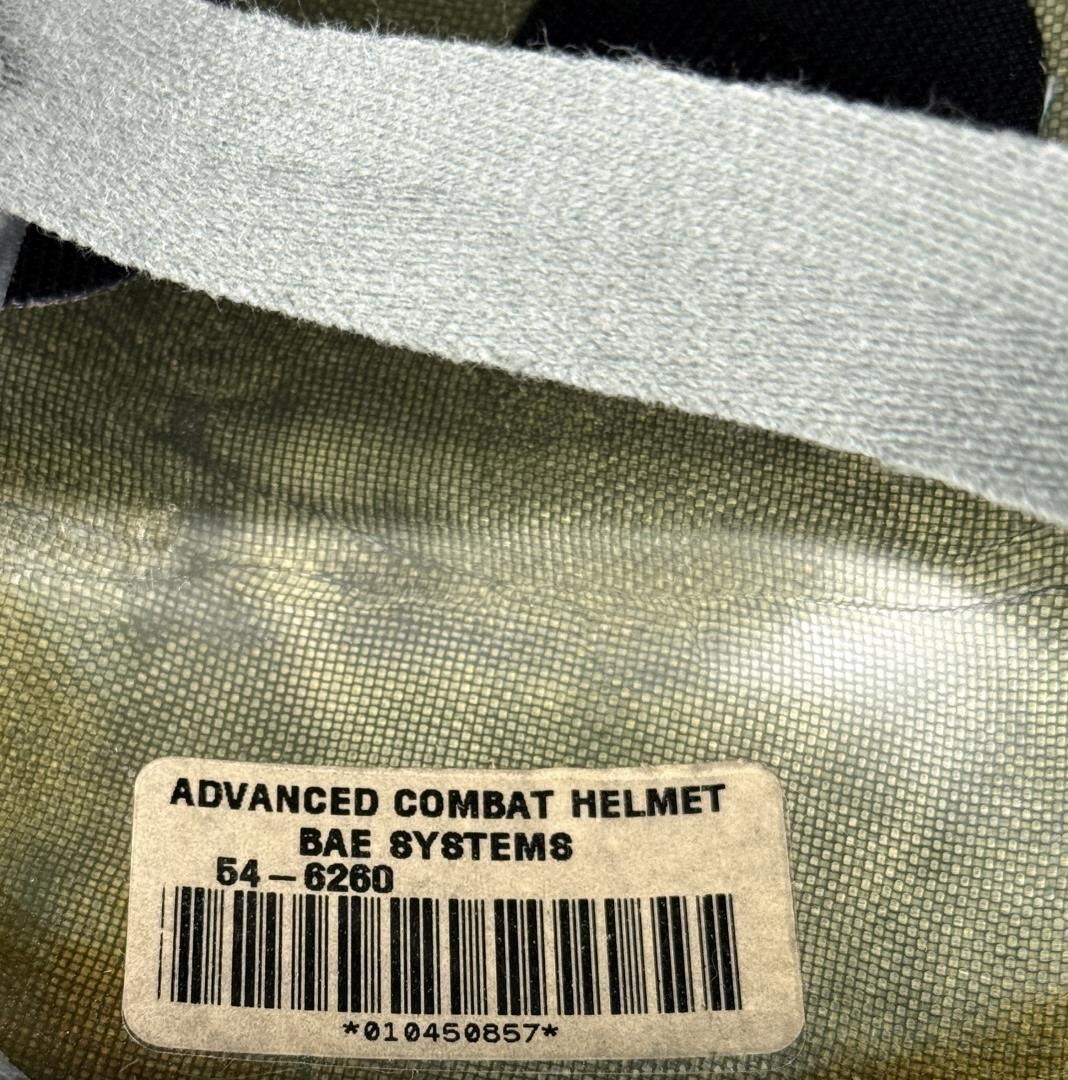 ADVANCED COMBAT HELMET
BAE SYSTEMS
54-6260
*010450857*